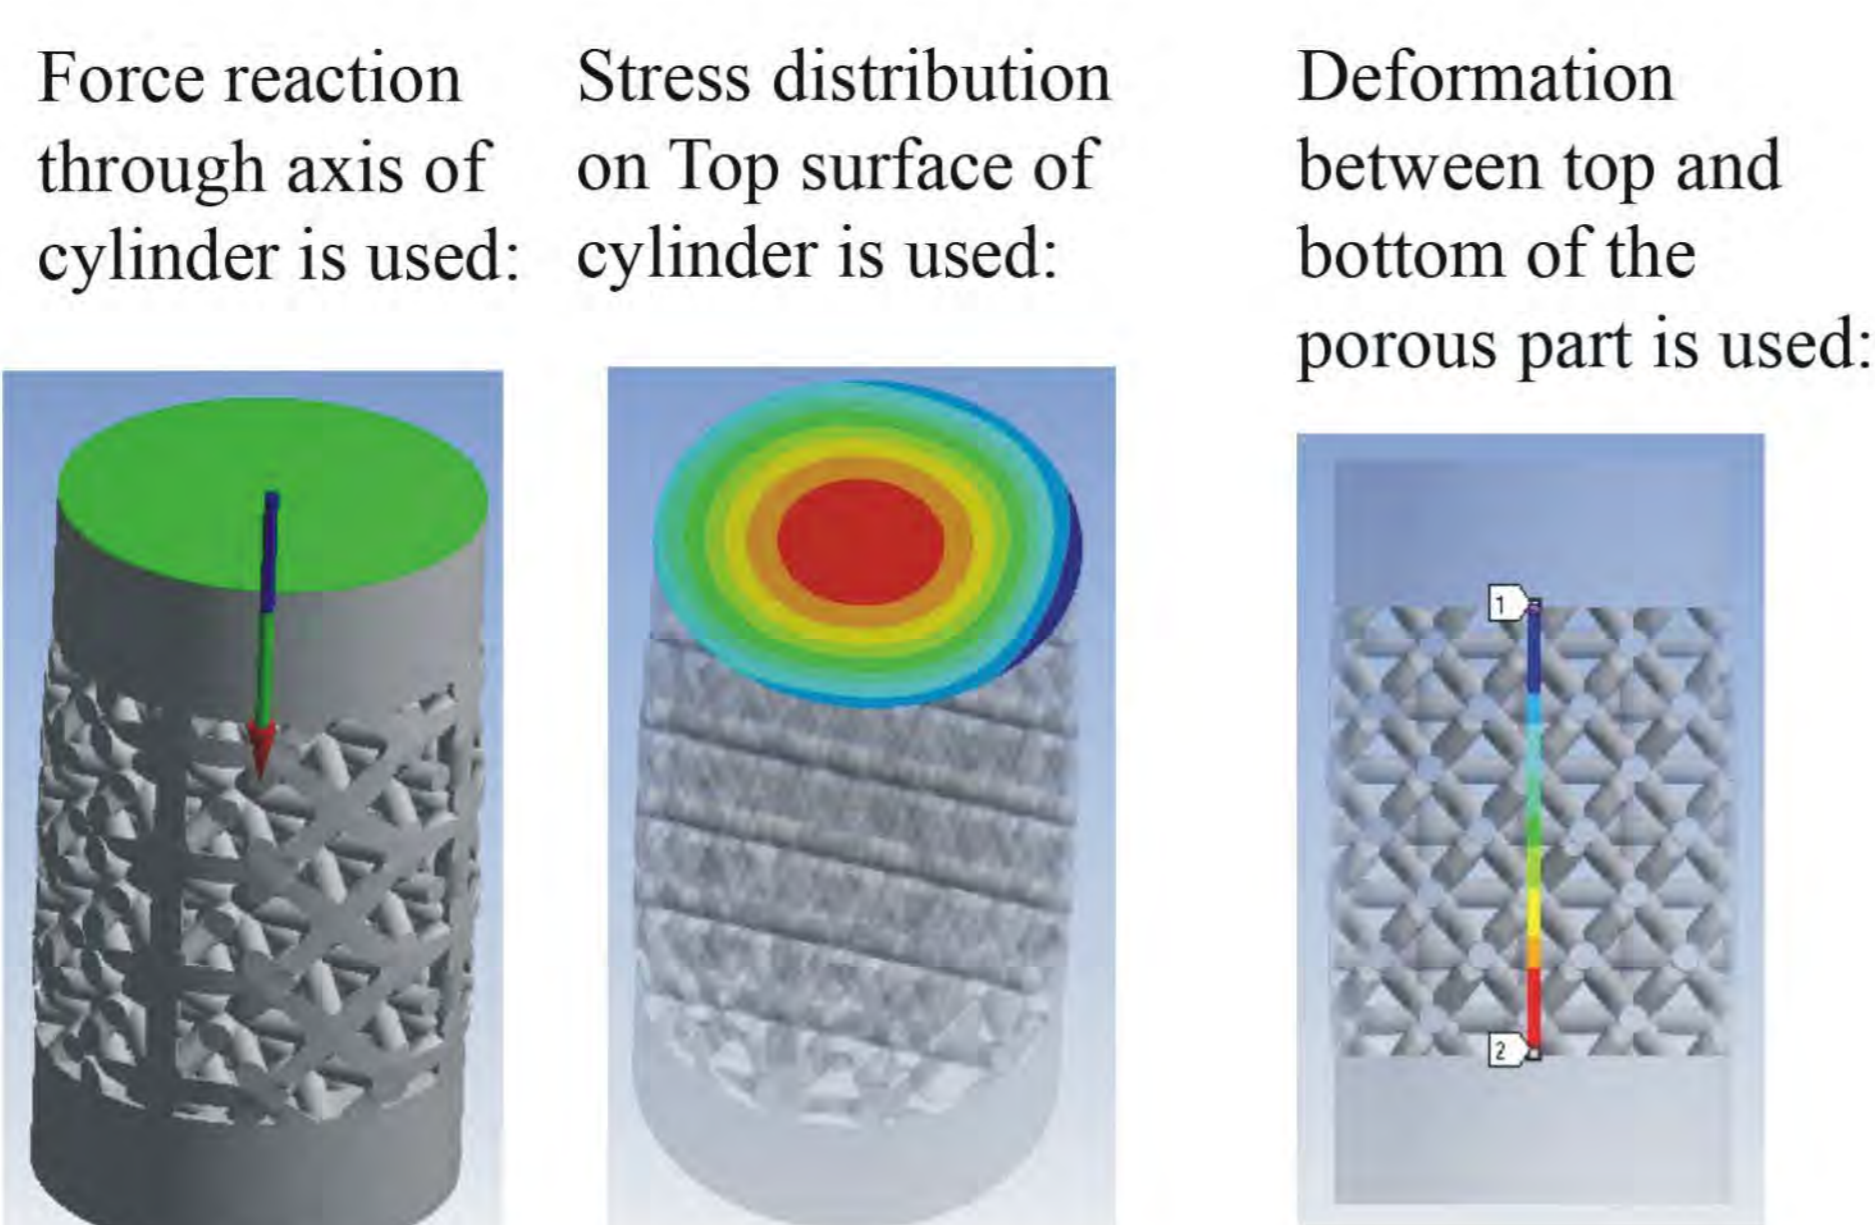 Force reaction
through axis of
cylinder is used:
Stress distribution
on Top surface of
cylinder is used:
Deformation
between top and
bottom of the
porous part is used:
1
2